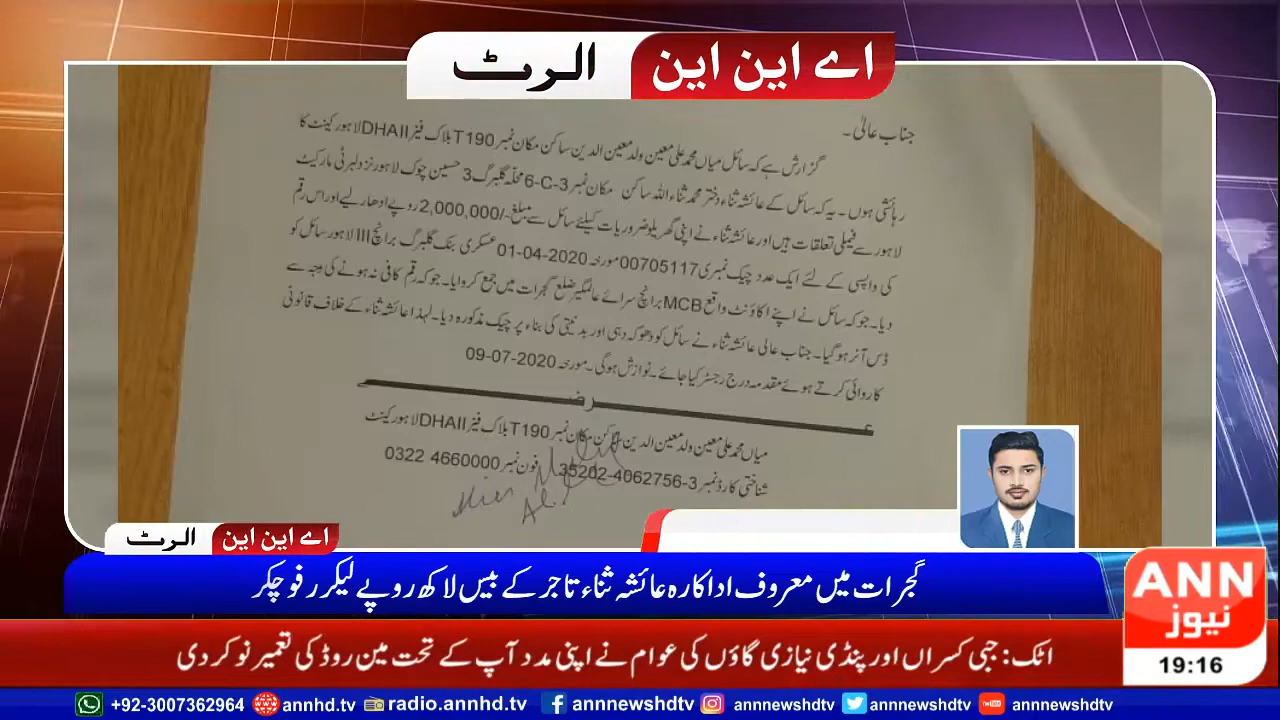 اے این این الرٹ
جناب عالی۔
گزارش ہے کہ سائل میاں محمد علی معین ولد معین الدین ساکن مکان نمبر T190 بلاک فیز DHAII لاہور کینٹ کا
رہائشی ہوں۔ یہ کہ سائل کے عائشہ ثناء دختر محمد ثناء اللہ ساکن مکان نمبر 6-C-3 محلّہ گلبرگ 3 حسین چوک لاہور نزد لبرٹی مارکیٹ
لاہور سے فیملی تعلقات ہیں اور عائشہ ثناء نے اپنی گھریلو ضروریات کیلئے سائل سے مبلغ -/2,000,000 روپے ادھار لیے اور اس رقم
کی واپسی کے لئے ایک عدد چیک نمبری 00705117 مورخہ 01-04-2020 عسکری بنک گلبرگ برانچ III لاہور سائل کو
دیا۔ جو کہ سائل نے اپنے اکاؤنٹ واقع MCB برانچ سرائے عالمگیر ضلع گجرات میں جمع کروایا۔ جو کہ رقم کافی نہ ہونے کی وجہ سے
ڈس آنر ہو گیا۔ جناب عالی عائشہ ثناء نے سائل کو دھوکہ دہی اور بدنیتی کی بناء پر چیک مذکورہ دیا۔ لہذا عائشہ ثناء کے خلاف قانونی
کاروائی کرتے ہوئے مقدمہ درج رجسٹر کیا جائے۔ نوازش ہوگی۔ مورخہ 09-07-2020
عرضے
میاں محمد علی معین ولد معین الدین ساکن مکان نمبر T190 بلاک فیز DHAII لاہور کینٹ
شناختی کارڈ نمبر 35202-4062756-3 فون نمبر 0322 4660000
اے این این الرٹ
گجرات میں معروف اداکارہ عائشہ ثناء تاجر کے بیس لاکھ روپے لیکر رفو چکر
ANN
نیوز
اٹک: جبی کسراں اور پنڈی نیازی گاؤں کی عوام نے اپنی مدد آپ کے تحت مین روڈ کی تعمیر نو کر دی
19:16
+92-3007362964 annhd.tv radio.annhd.tv annnewshdtv annnewshdtv annnewshdtv annnewshdtv